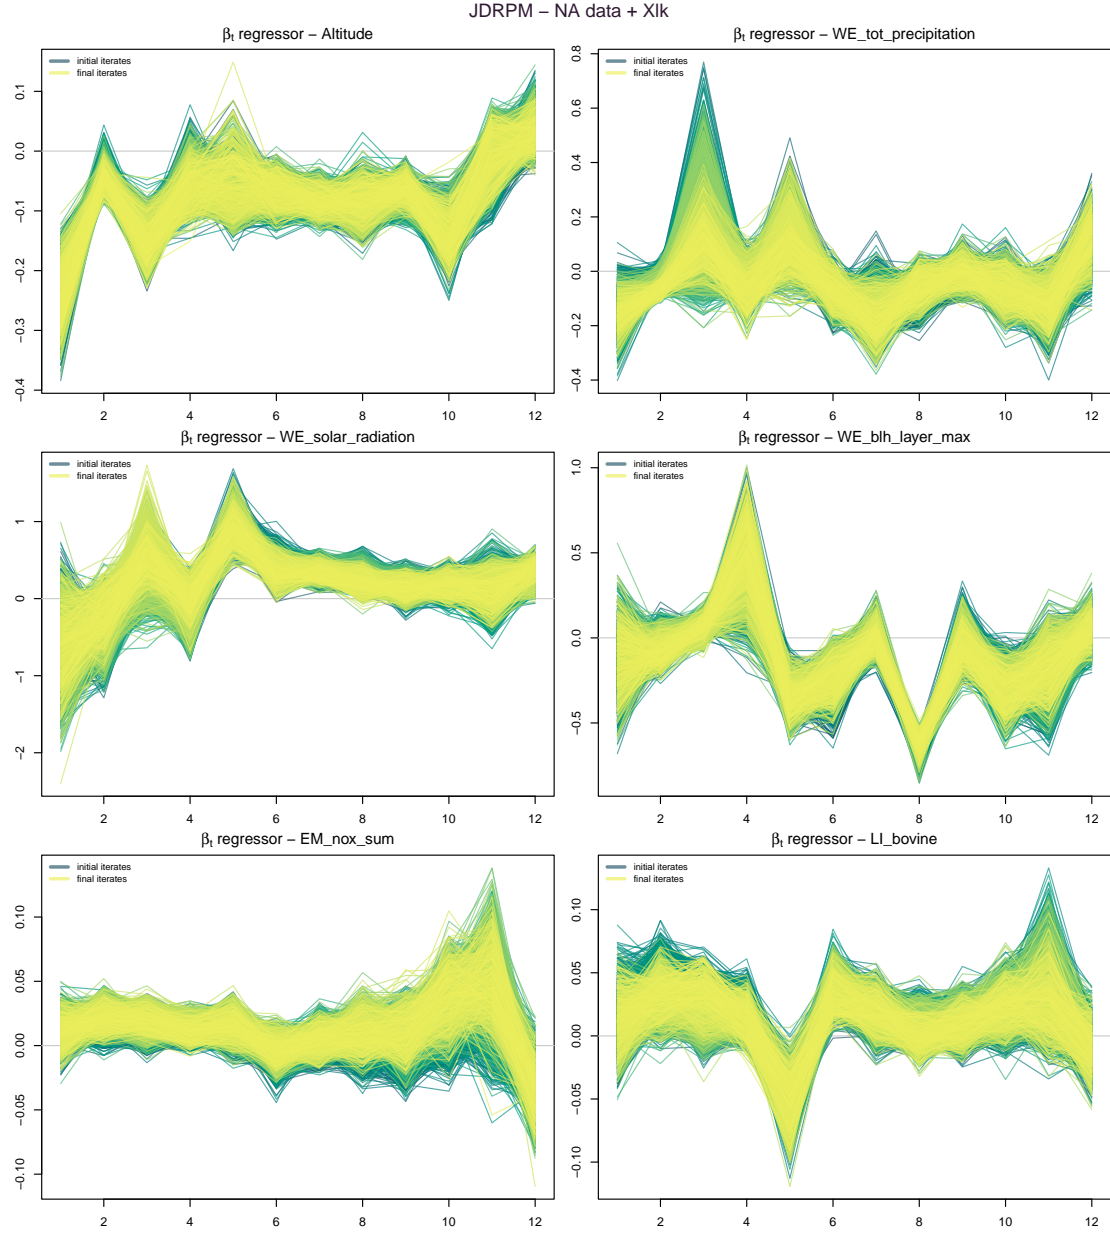 JDRPM − NA data + Xlk
βt regressor − Altitude
initial iterates
final iterates
0.1
0.0
−0.1
−0.2
−0.3
−0.4
2 4 6 8 10 12
βt regressor − WE_tot_precipitation
initial iterates
final iterates
0.8
0.6
0.4
0.2
0.0
−0.2
−0.4
2 4 6 8 10 12
βt regressor − WE_solar_radiation
initial iterates
final iterates
1
0
−1
−2
2 4 6 8 10 12
βt regressor − WE_blh_layer_max
initial iterates
final iterates
1.0
0.5
0.0
−0.5
2 4 6 8 10 12
βt regressor − EM_nox_sum
initial iterates
final iterates
0.10
0.05
0.00
−0.05
−0.10
2 4 6 8 10 12
βt regressor − LI_bovine
initial iterates
final iterates
0.10
0.05
0.00
−0.05
−0.10
2 4 6 8 10 12